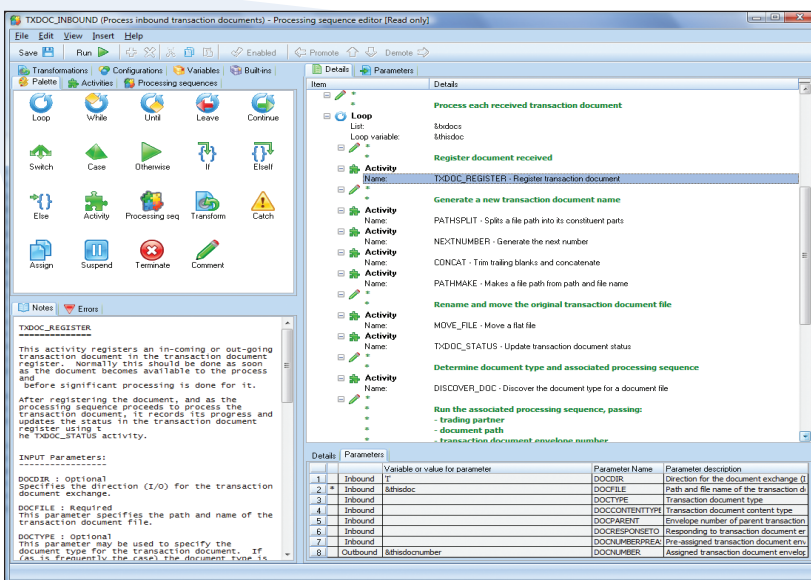 TXDOC_INBOUND (Process inbound transaction documents) - Processing sequence editor [Read only]
File Edit View Insert Help
Save Run Enabled Promote Demote
Transformations Configurations Variables Built-ins
Palette Activities Processing sequences
Loop While Until Leave Continue
Switch Case Otherwise If ElseIf
Else Activity Processing seq Transform Catch
Assign Suspend Terminate Comment
Notes Errors
TXDOC_REGISTER
==============
This activity registers an in-coming or out-going
transaction document in the transaction document
register. Normally this should be done as soon
as the document becomes available to the process
and
before significant processing is done for it.
After registering the document, and as the
processing sequence proceeds to process the
transaction document, it records its progress and
updates the status in the transaction document
register using t
he TXDOC_STATUS activity.
INPUT Parameters:
----------------
DOCDIR : Optional
Specifies the direction (I/O) for the transaction
document exchange.
DOCFILE : Required
This parameter specifies the path and name of the
transaction document file.
DOCTYPE : Optional
This parameter may be used to specify the
document type for the transaction document. If
(as is frequently the case) the document type is
Details Parameters
Item Details
*
* Process each received transaction document
Loop
List: &txdocs
Loop variable: &thisdoc
*
* Register document received
Activity
Name: TXDOC_REGISTER - Register transaction document
*
* Generate a new transaction document name
Activity
Name: PATHSPLIT - Splits a file path into its constituent parts
Activity
Name: NEXTNUMBER - Generate the next number
Activity
Name: CONCAT - Trim trailing blanks and concatenate
Activity
Name: PATHMAKE - Makes a file path from path and file name
*
* Rename and move the original transaction document file
Activity
Name: MOVE_FILE - Move a flat file
Activity
Name: TXDOC_STATUS - Update transaction document status
*
* Determine document type and associated processing sequence
Activity
Name: DISCOVER_DOC - Discover the document type for a document file
*
* Run the associated processing sequence, passing:
* - trading partner
* - document path
* - transaction document envelope number
Details Parameters
Variable or value for parameter Parameter Name Parameter description
1 Inbound 'I' DOCDIR Direction for the document exchange (I
2 * Inbound &thisdoc DOCFILE Path and file name of the transaction d
3 Inbound DOCTYPE Transaction document type
4 Inbound DOCCONTENTTYPE Transaction document content type
5 Inbound DOCPARENT Envelope number of parent transaction
6 Inbound DOCRESPONSETO Responding to transaction document er
7 Inbound DOCNUMBERPREAS Pre-assigned transaction document env
8 Outbound &thisdocnumber DOCNUMBER Assigned transaction document envelop